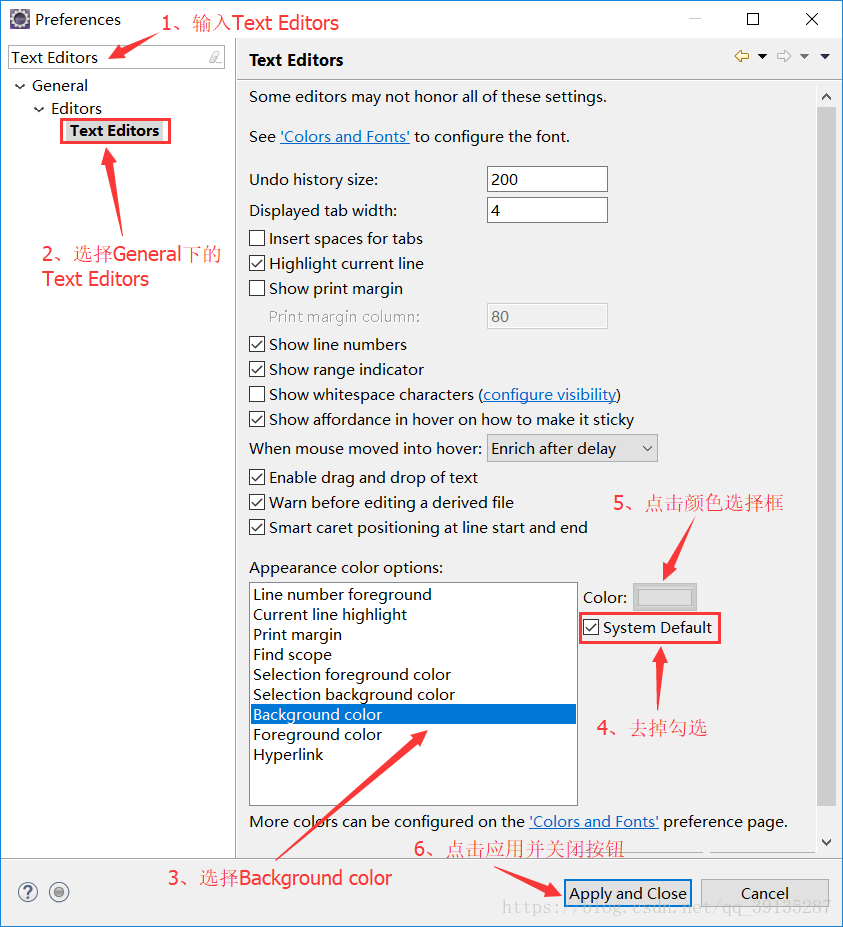 Preferences
1、输入Text Editors
Text Editors
General
Editors
Text Editors
2、选择General下的
Text Editors
Text Editors
Some editors may not honor all of these settings.
See 'Colors and Fonts' to configure the font.
Undo history size: 200
Displayed tab width: 4
Insert spaces for tabs
Highlight current line
Show print margin
Print margin column: 80
Show line numbers
Show range indicator
Show whitespace characters (configure visibility)
Show affordance in hover on how to make it sticky
When mouse moved into hover: Enrich after delay
Enable drag and drop of text
Warn before editing a derived file
Smart caret positioning at line start and end
5、点击颜色选择框
Appearance color options:
Line number foreground
Current line highlight
Print margin
Find scope
Selection foreground color
Selection background color
Background color
Foreground color
Hyperlink
Color:
System Default
4、去掉勾选
More colors can be configured on the 'Colors and Fonts' preference page.
6、点击应用并关闭按钮
3、选择Background color
Apply and Close
Cancel
https://blog.csdn.net/qq_39135287